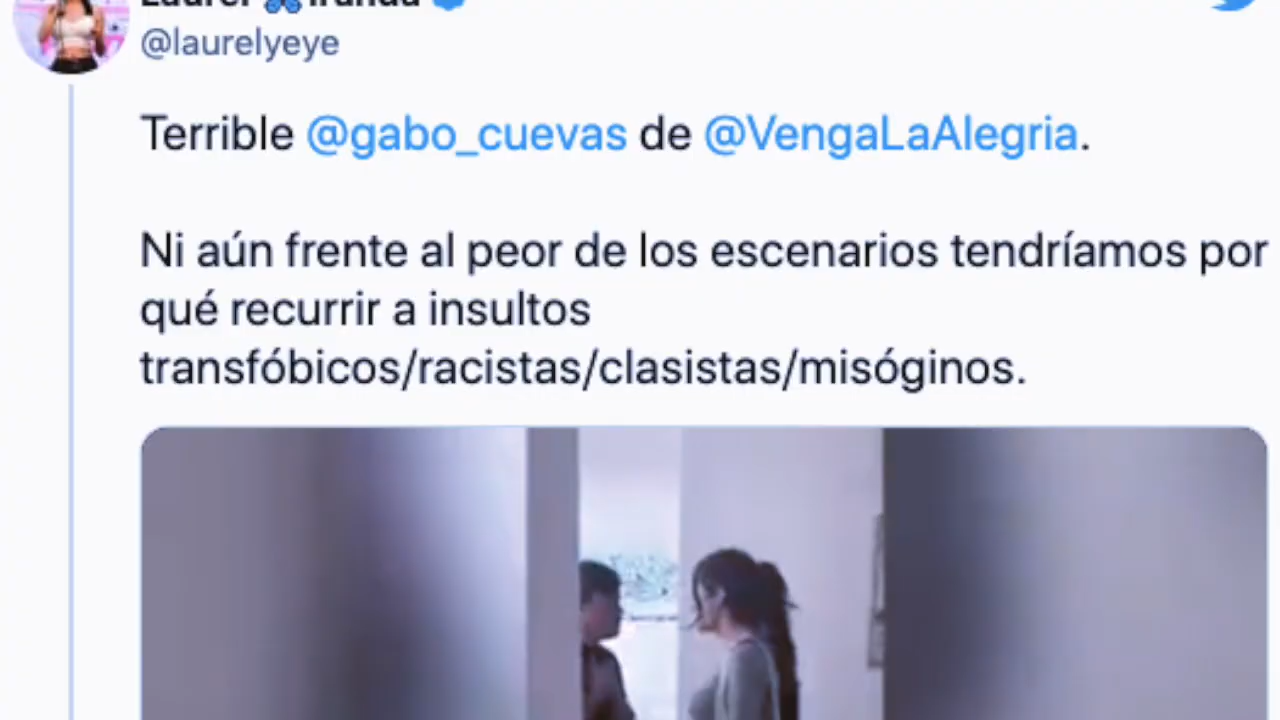 @laurelyeye
Terrible @gabo_cuevas de @VengaLaAlegria.
Ni aún frente al peor de los escenarios tendríamos por
qué recurrir a insultos
transfóbicos/racistas/clasistas/misóginos.